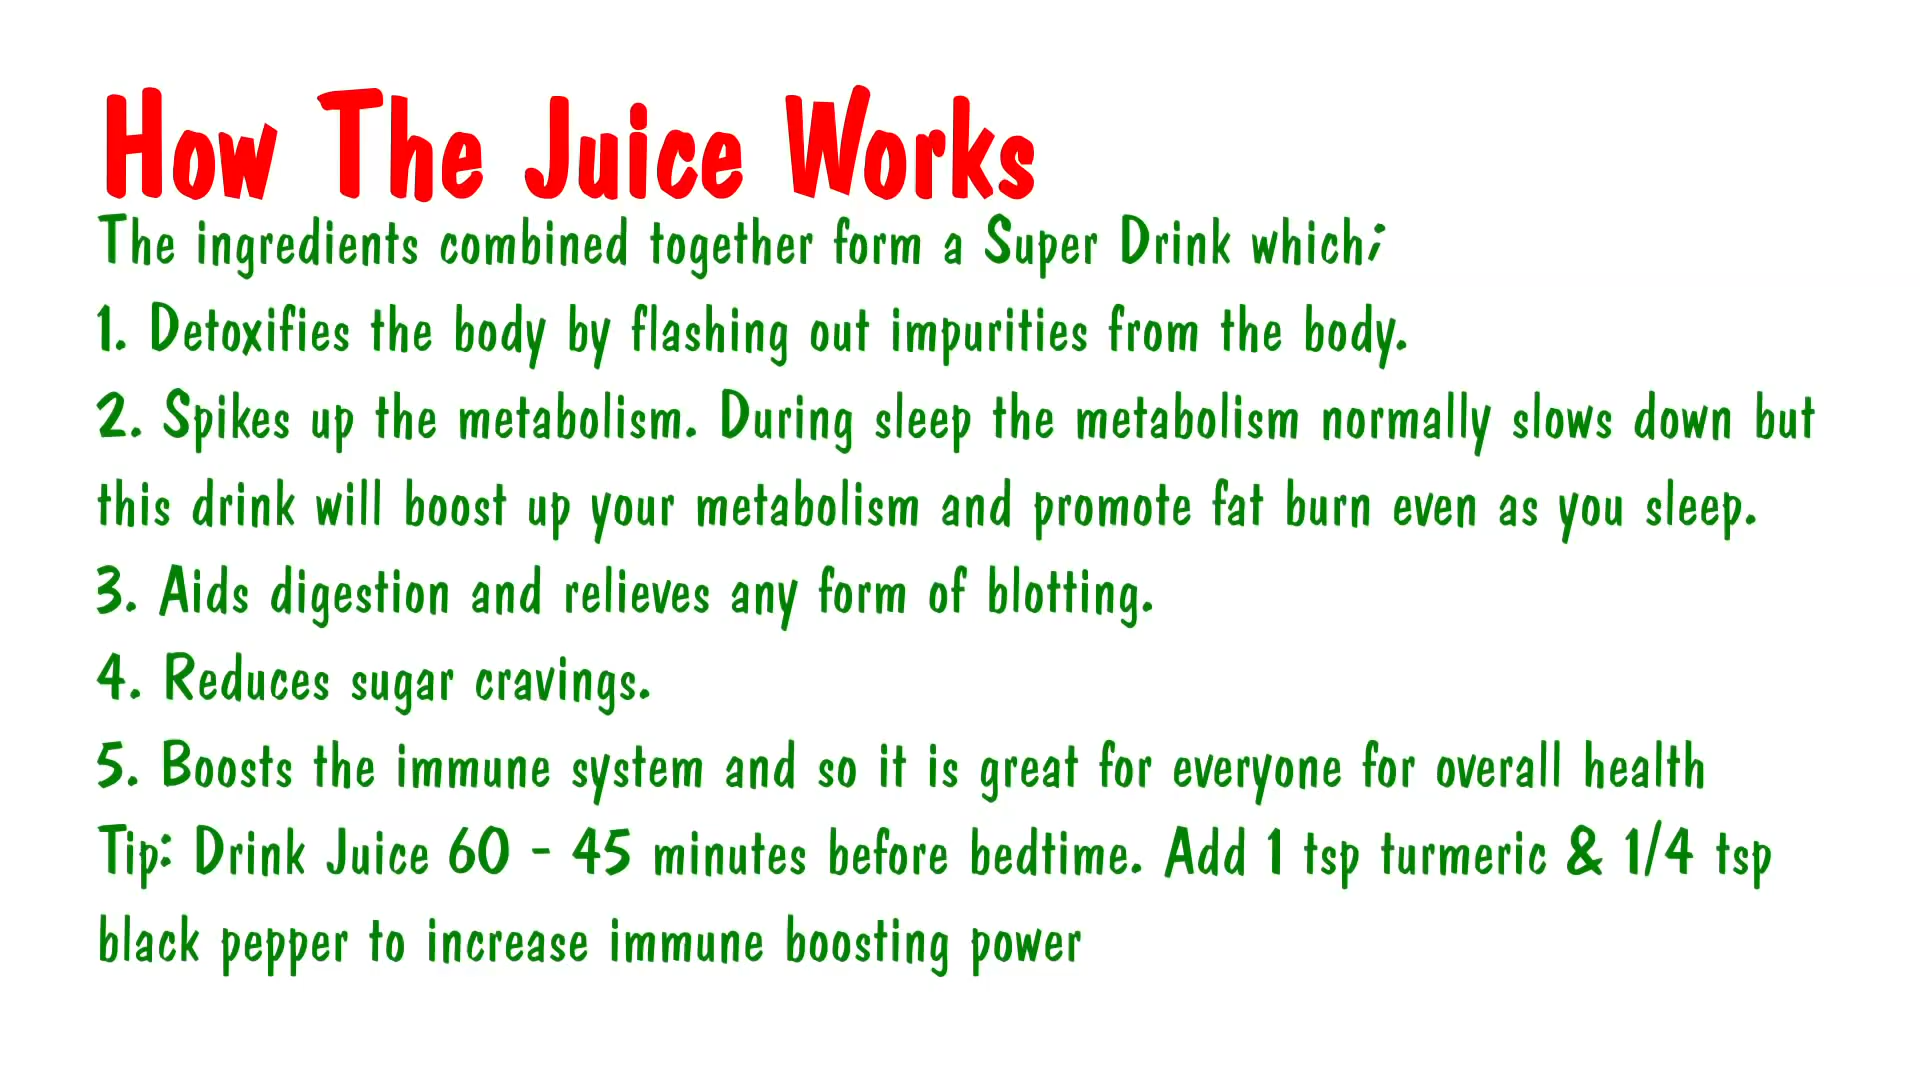 How The Juice Works
The ingredients combined together form a Super Drink which;
1. Detoxifies the body by flashing out impurities from the body.
2. Spikes up the metabolism. During sleep the metabolism normally slows down but
this drink will boost up your metabolism and promote fat burn even as you sleep.
3. Aids digestion and relieves any form of blotting.
4. Reduces sugar cravings.
5. Boosts the immune system and so it is great for everyone for overall health
Tip: Drink Juice 60 - 45 minutes before bedtime. Add 1 tsp turmeric & 1/4 tsp
black pepper to increase immune boosting power